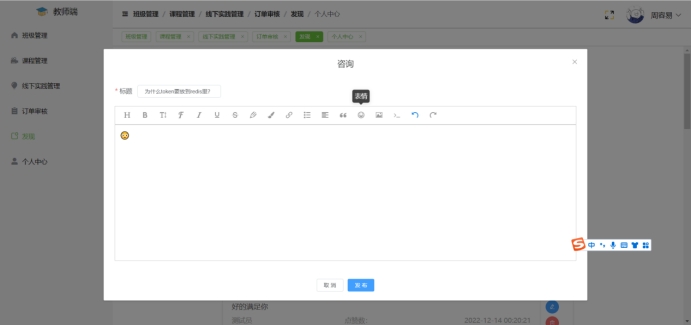 教师端
班级管理 / 课程管理 / 线下实践管理 / 订单审核 / 发现 / 个人中心
周容易
班级管理
课程管理
线下实践管理
订单审核
发现
个人中心
班级管理
课程管理
线下实践管理
订单审核
发现
个人中心
咨询
* 标题
为什么token要放到redis里?
表情
取 消
发 布
中
好的满足你
2022-12-14 00:20:21